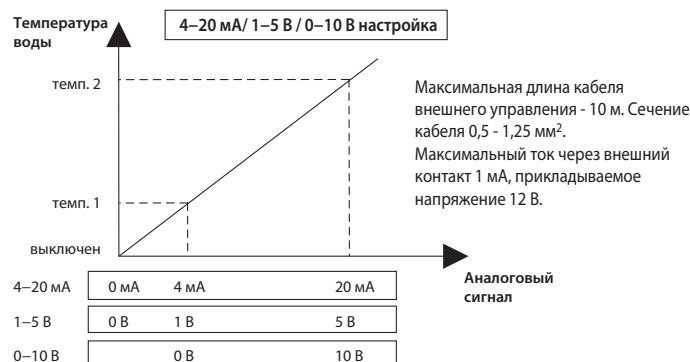 Температура
воды
4–20 мА/ 1–5 В / 0–10 В настройка
темп. 2
Максимальная длина кабеля
внешнего управления - 10 м. Сечение
кабеля 0,5 - 1,25 мм².
Максимальный ток через внешний
контакт 1 мА, прикладываемое
напряжение 12 В.
темп. 1
выключен
Аналоговый
сигнал
4–20 мА 0 мА 4 мА 20 мА
1–5 В 0 В 1 В 5 В
0–10 В 0 В 10 В